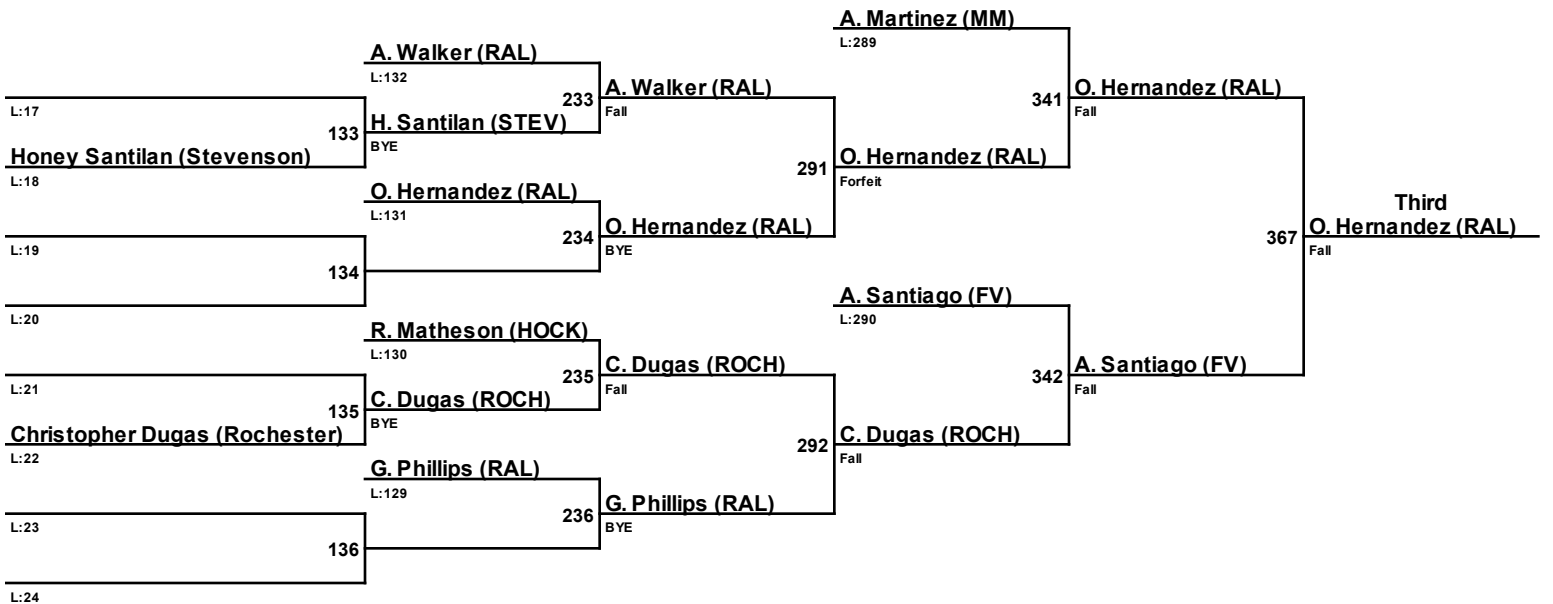 A. Martinez (MM)
L:289
A. Walker (RAL)
L:132
233
A. Walker (RAL)
Fall
341
O. Hernandez (RAL)
Fall
L:17
133
H. Santilan (STEV)
BYE
Honey Santilan (Stevenson)
L:18
291
O. Hernandez (RAL)
Forfeit
O. Hernandez (RAL)
L:131
Third
L:19
234
O. Hernandez (RAL)
BYE
367
O. Hernandez (RAL)
Fall
134
L:20
A. Santiago (FV)
L:290
R. Matheson (HOCK)
L:130
235
C. Dugas (ROCH)
Fall
342
A. Santiago (FV)
Fall
L:21
135
C. Dugas (ROCH)
BYE
Christopher Dugas (Rochester)
L:22
292
C. Dugas (ROCH)
Fall
G. Phillips (RAL)
L:129
236
G. Phillips (RAL)
BYE
L:23
136
L:24